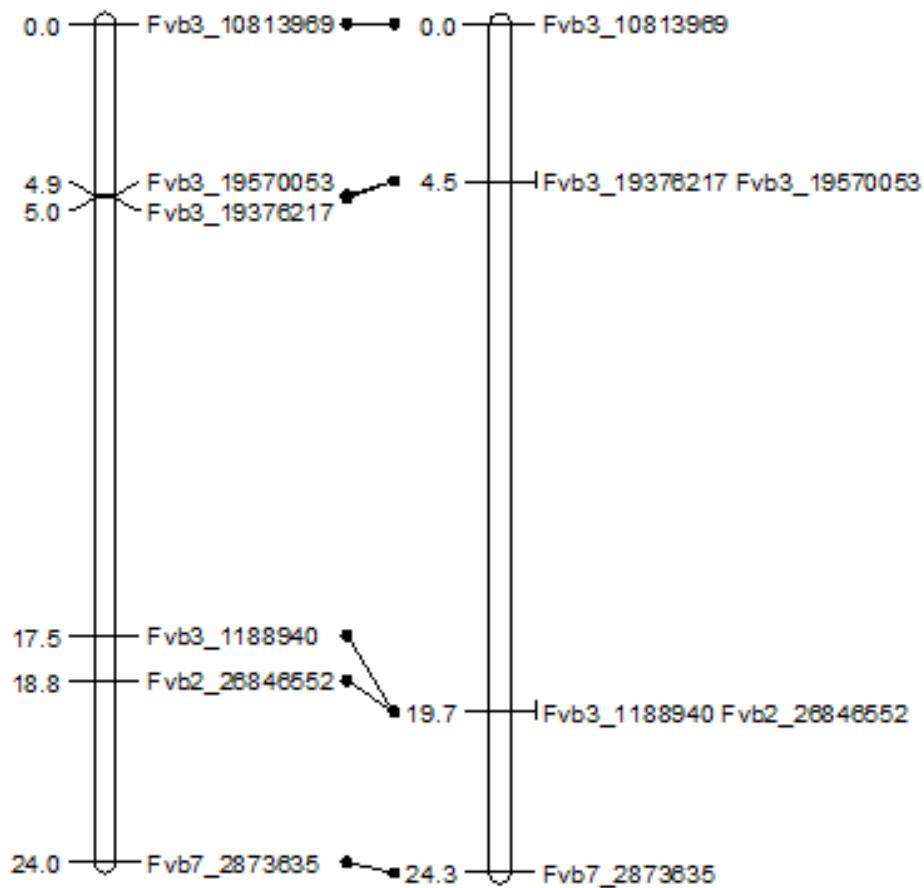 0.0 Fvb3_10813969 0.0 Fvb3_10813969
4.9 Fvb3_19570053 4.5 Fvb3_19376217 Fvb3_19570053
5.0 Fvb3_19376217
17.5 Fvb3_1188940
18.8 Fvb2_26846552
19.7 Fvb3_1188940 Fvb2_26846552
24.0 Fvb7_2873635 24.3 Fvb7_2873635